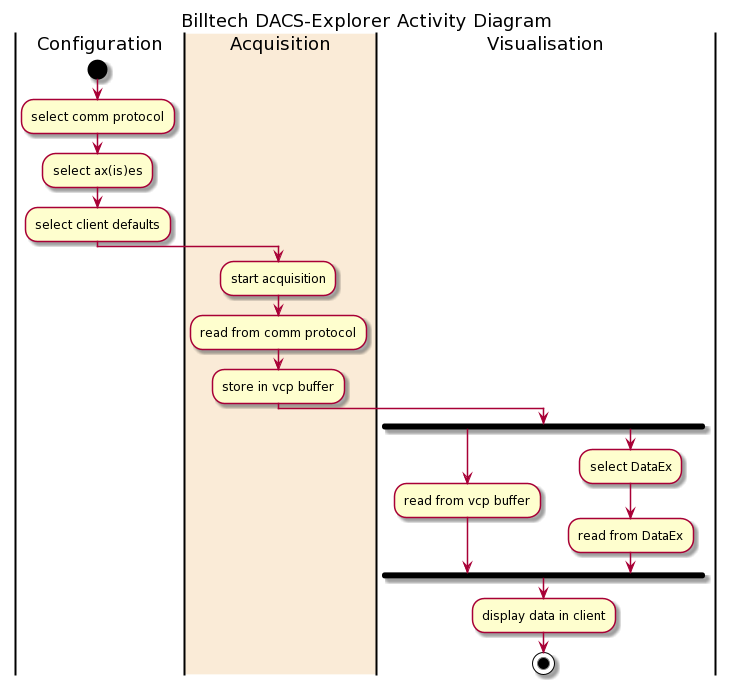 Billtech DACS-Explorer Activity Diagram
Configuration
Acquisition
Visualisation
select comm protocol
select ax(is)es
select client defaults
start acquisition
read from comm protocol
store in vcp buffer
select DataEx
read from vcp buffer
read from DataEx
display data in client